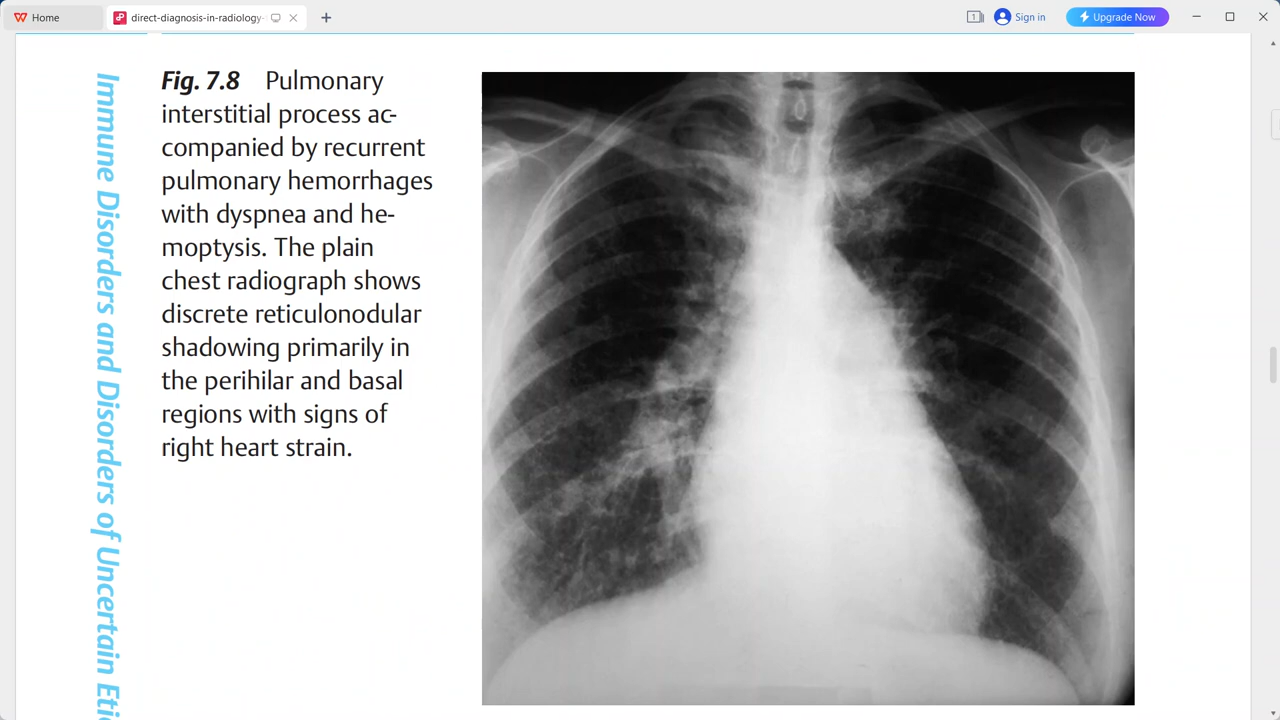 Home
direct-diagnosis-in-radiology-
1
Sign in
Upgrade Now
Immune Disorders and Disorders of Uncertain Eti
Fig. 7.8 Pulmonary
interstitial process ac-
companied by recurrent
pulmonary hemorrhages
with dyspnea and he-
moptysis. The plain
chest radiograph shows
discrete reticulonodular
shadowing primarily in
the perihilar and basal
regions with signs of
right heart strain.